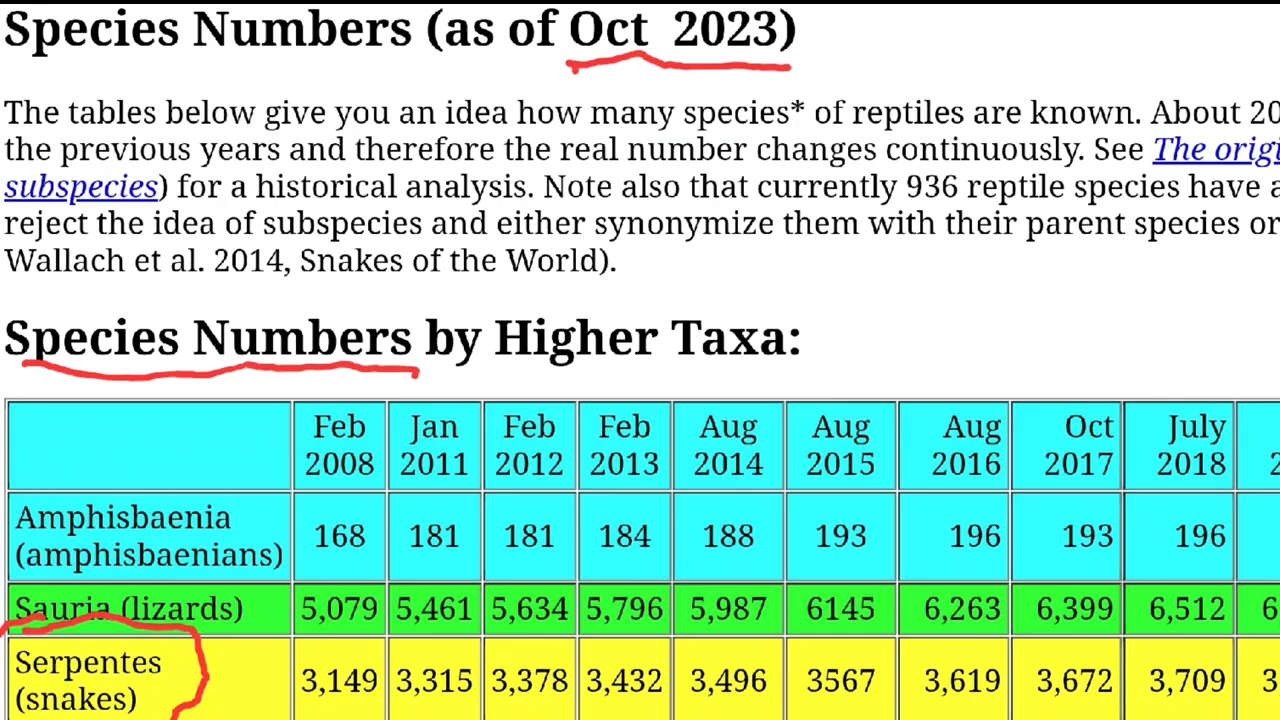 Species Numbers (as of Oct 2023)
The tables below give you an idea how many species* of reptiles are known. About 20
the previous years and therefore the real number changes continuously. See The origi
subspecies) for a historical analysis. Note also that currently 936 reptile species have a
reject the idea of subspecies and either synonymize them with their parent species or
Wallach et al. 2014, Snakes of the World).
Species Numbers by Higher Taxa:
Feb Jan Feb Feb Aug Aug Aug Oct July
2008 2011 2012 2013 2014 2015 2016 2017 2018 2
Amphisbaenia
(amphisbaenians) 168 181 181 184 188 193 196 193 196
Sauria (lizards) 5,079 5,461 5,634 5,796 5,987 6145 6,263 6,399 6,512 6
Serpentes
(snakes) 3,149 3,315 3,378 3,432 3,496 3567 3,619 3,672 3,709 3